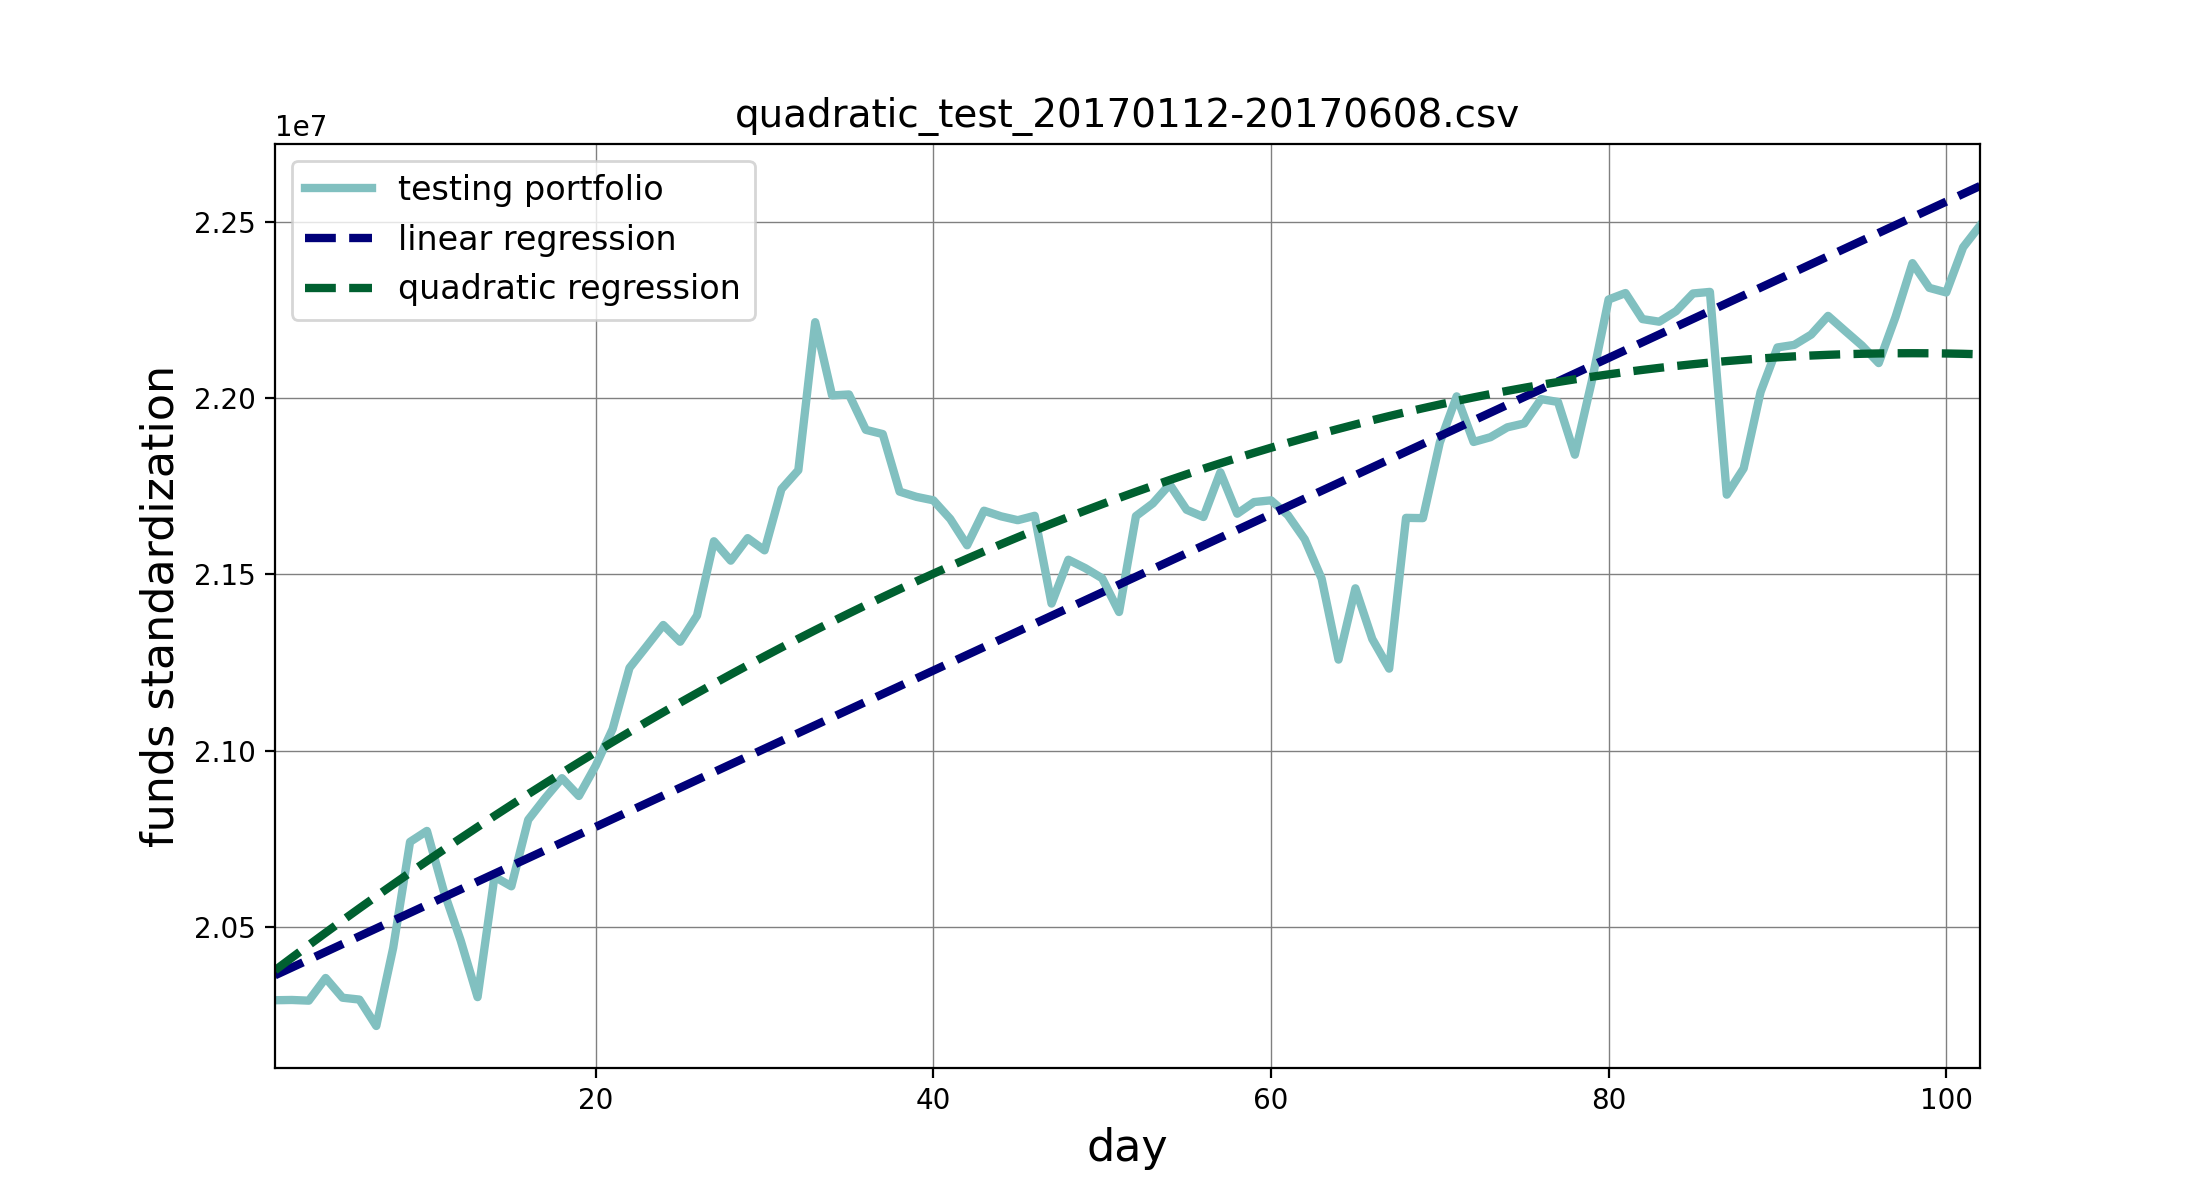 quadratic_test_20170112-20170608.csv
1e7
testing portfolio
linear regression
quadratic regression
2.25
2.20
2.15
2.10
2.05
funds standardization
20 40 60 80 100
day